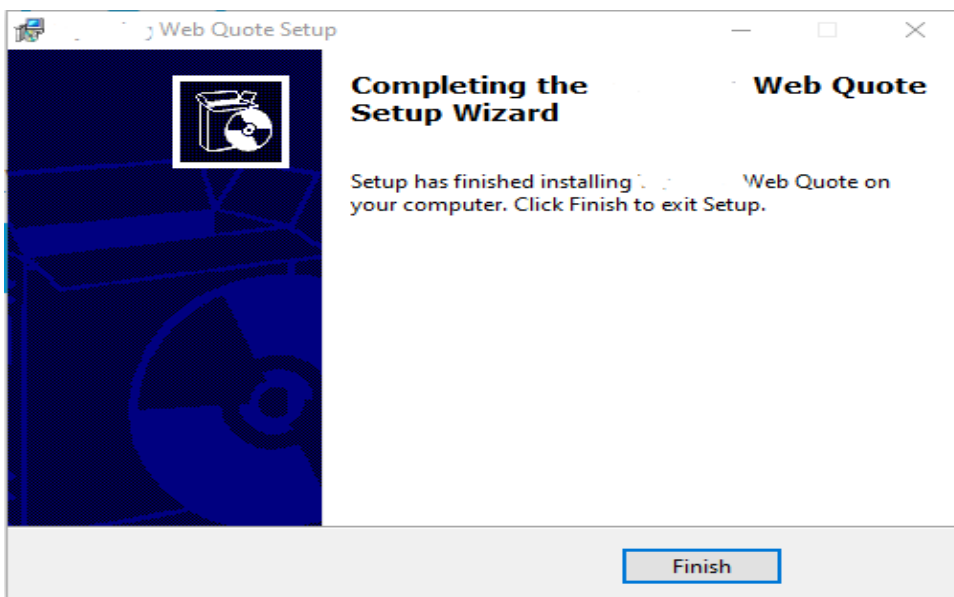 Web Quote Setup
Completing the Web Quote
Setup Wizard
Setup has finished installing Web Quote on
your computer. Click Finish to exit Setup.
Finish